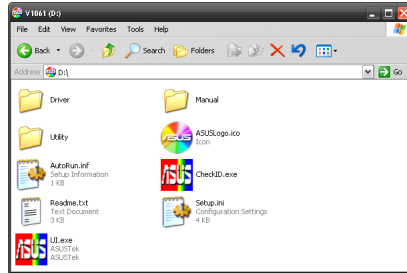 V1061 (D:)
File Edit View Favorites Tools Help
Back Search Folders
Address D:\ Go
Driver
Manual
Utility
ASUSLogo.ico
Icon
AutoRun.inf
Setup Information
1 KB
CheckID.exe
Readme.txt
Text Document
3 KB
Setup.ini
Configuration Settings
4 KB
UI.exe
ASUSTek
ASUSTek